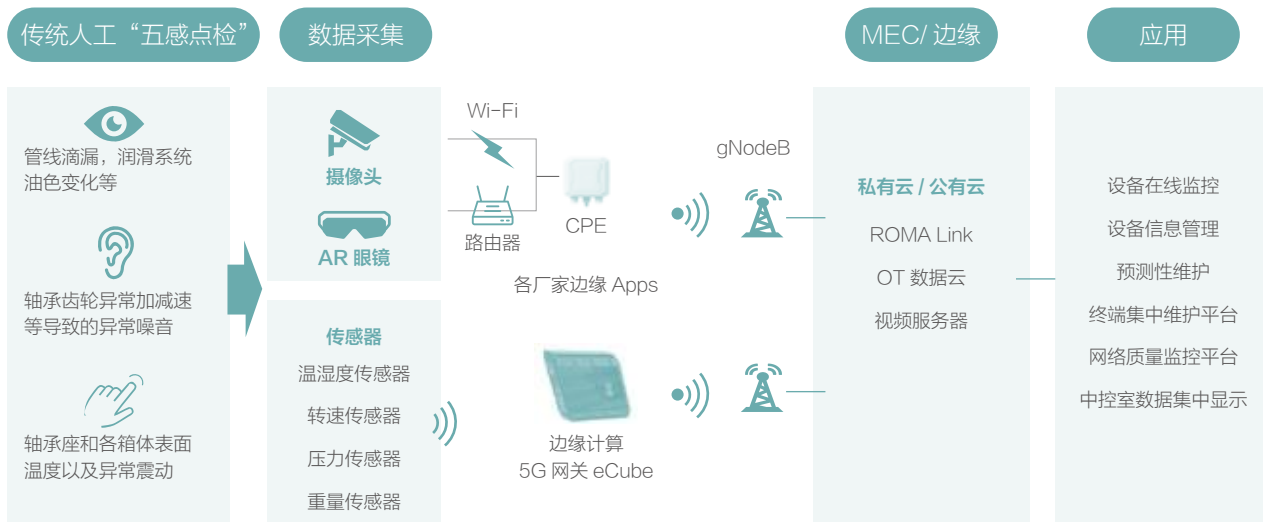 传统人工“五感点检”
数据采集
MEC/ 边缘
应用
管线滴漏，润滑系统
油色变化等
轴承齿轮异常加减速
等导致的异常噪音
轴承座和各箱体表面
温度以及异常震动
摄像头
AR 眼镜
传感器
温湿度传感器
转速传感器
压力传感器
重量传感器
Wi-Fi
路由器
CPE
各厂家边缘 Apps
边缘计算
5G 网关 eCube
gNodeB
私有云 / 公有云
ROMA Link
OT 数据云
视频服务器
设备在线监控
设备信息管理
预测性维护
终端集中维护平台
网络质量监控平台
中控室数据集中显示